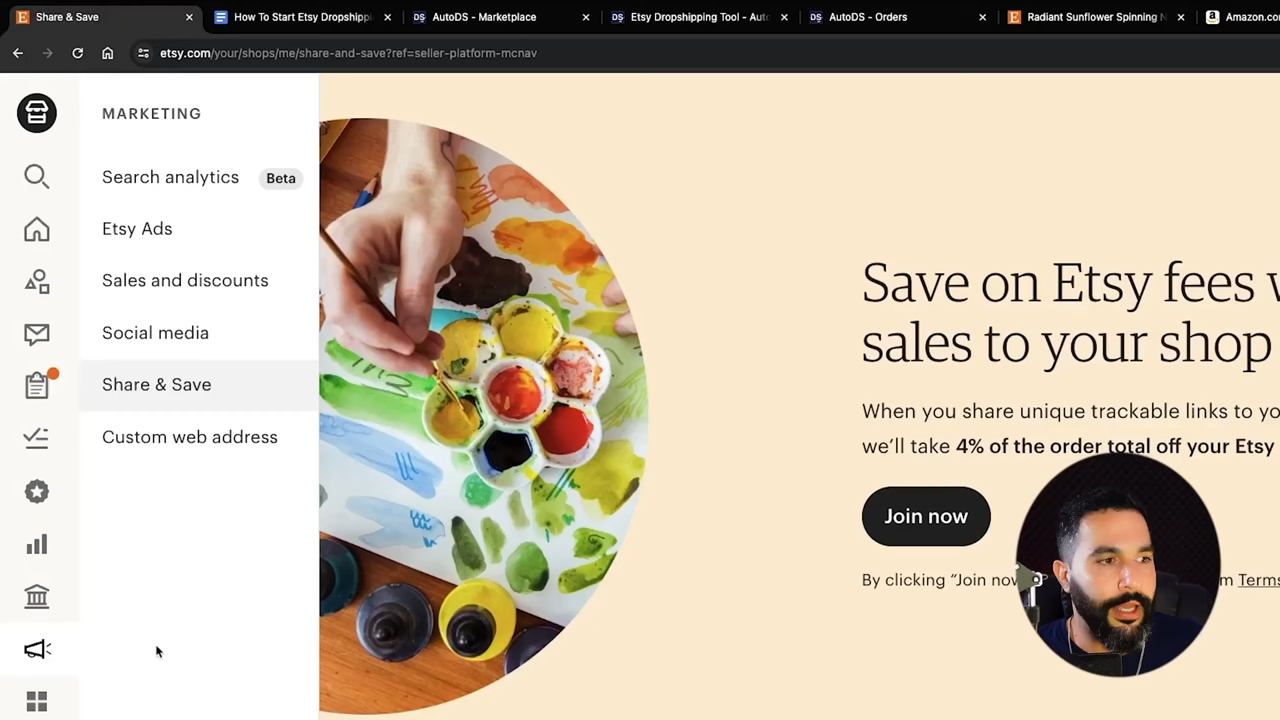 Share & Save
How To Start Etsy Dropshippi
AutoDS - Marketplace
Etsy Dropshipping Tool - Auto
AutoDS - Orders
Radiant Sunflower Spinning
Amazon.co
etsy.com/your/shops/me/share-and-save?ref=seller-platform-mcnav
MARKETING
Search analytics Beta
Etsy Ads
Sales and discounts
Social media
Share & Save
Custom web address
Save on Etsy fees
sales to your shop
When you share unique trackable links to yo
we'll take 4% of the order total off your Etsy
Join now
By clicking "Join now
Terms